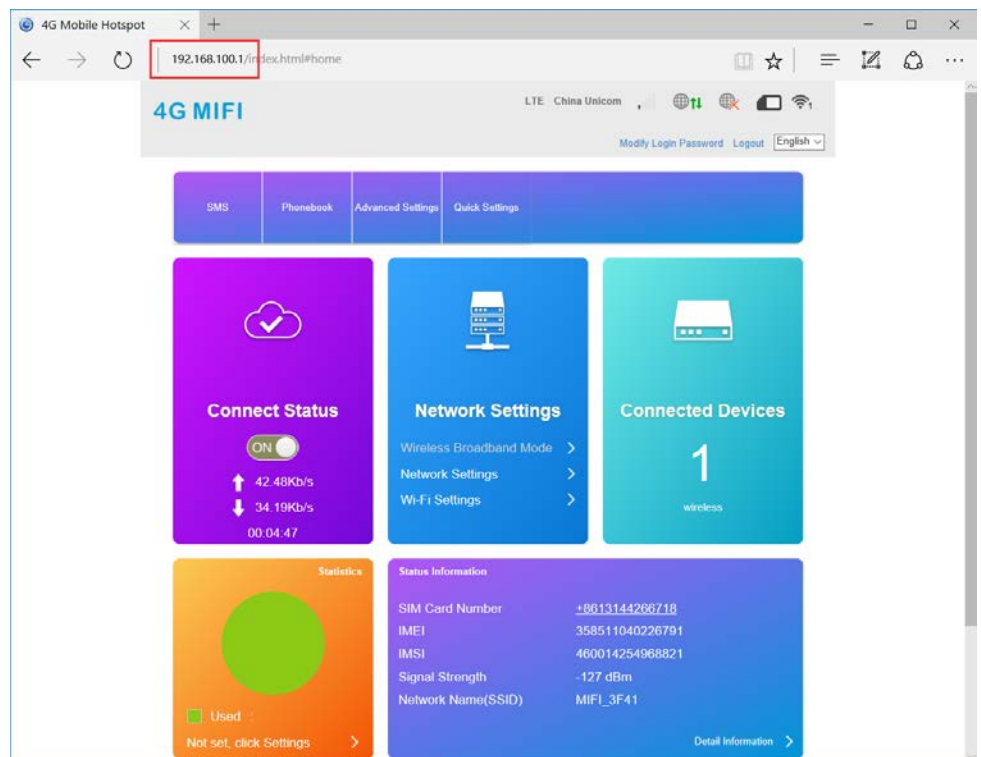 4G Mobile Hotspot
192.168.100.1/index.html#home
LTE China Unicom
4G MIFI
1
Modify Login Password Logout English
SMS Phonebook Advanced Settings Quick Settings
Connect Status
ON
42.48Kb/s
34.19Kb/s
00:04:47
Network Settings
Wireless Broadband Mode
Network Settings
Wi-Fi Settings
Connected Devices
1
wireless
Statistics
Used :
Not set, click Settings
Status Information
SIM Card Number +8613144266718
IMEI 358511040226791
IMSI 460014254968821
Signal Strength -127 dBm
Network Name(SSID) MIFI_3F41
Detail Information